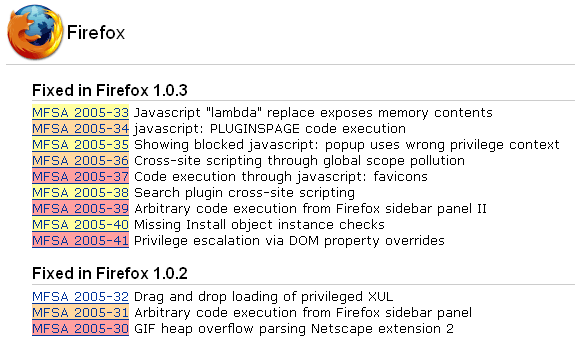 Firefox
Fixed in Firefox 1.0.3
MFSA 2005-33 Javascript "lambda" replace exposes memory contents
MFSA 2005-34 javascript: PLUGINSPAGE code execution
MFSA 2005-35 Showing blocked javascript: popup uses wrong privilege context
MFSA 2005-36 Cross-site scripting through global scope pollution
MFSA 2005-37 Code execution through javascript: favicons
MFSA 2005-38 Search plugin cross-site scripting
MFSA 2005-39 Arbitrary code execution from Firefox sidebar panel II
MFSA 2005-40 Missing Install object instance checks
MFSA 2005-41 Privilege escalation via DOM property overrides
Fixed in Firefox 1.0.2
MFSA 2005-32 Drag and drop loading of privileged XUL
MFSA 2005-31 Arbitrary code execution from Firefox sidebar panel
MFSA 2005-30 GIF heap overflow parsing Netscape extension 2